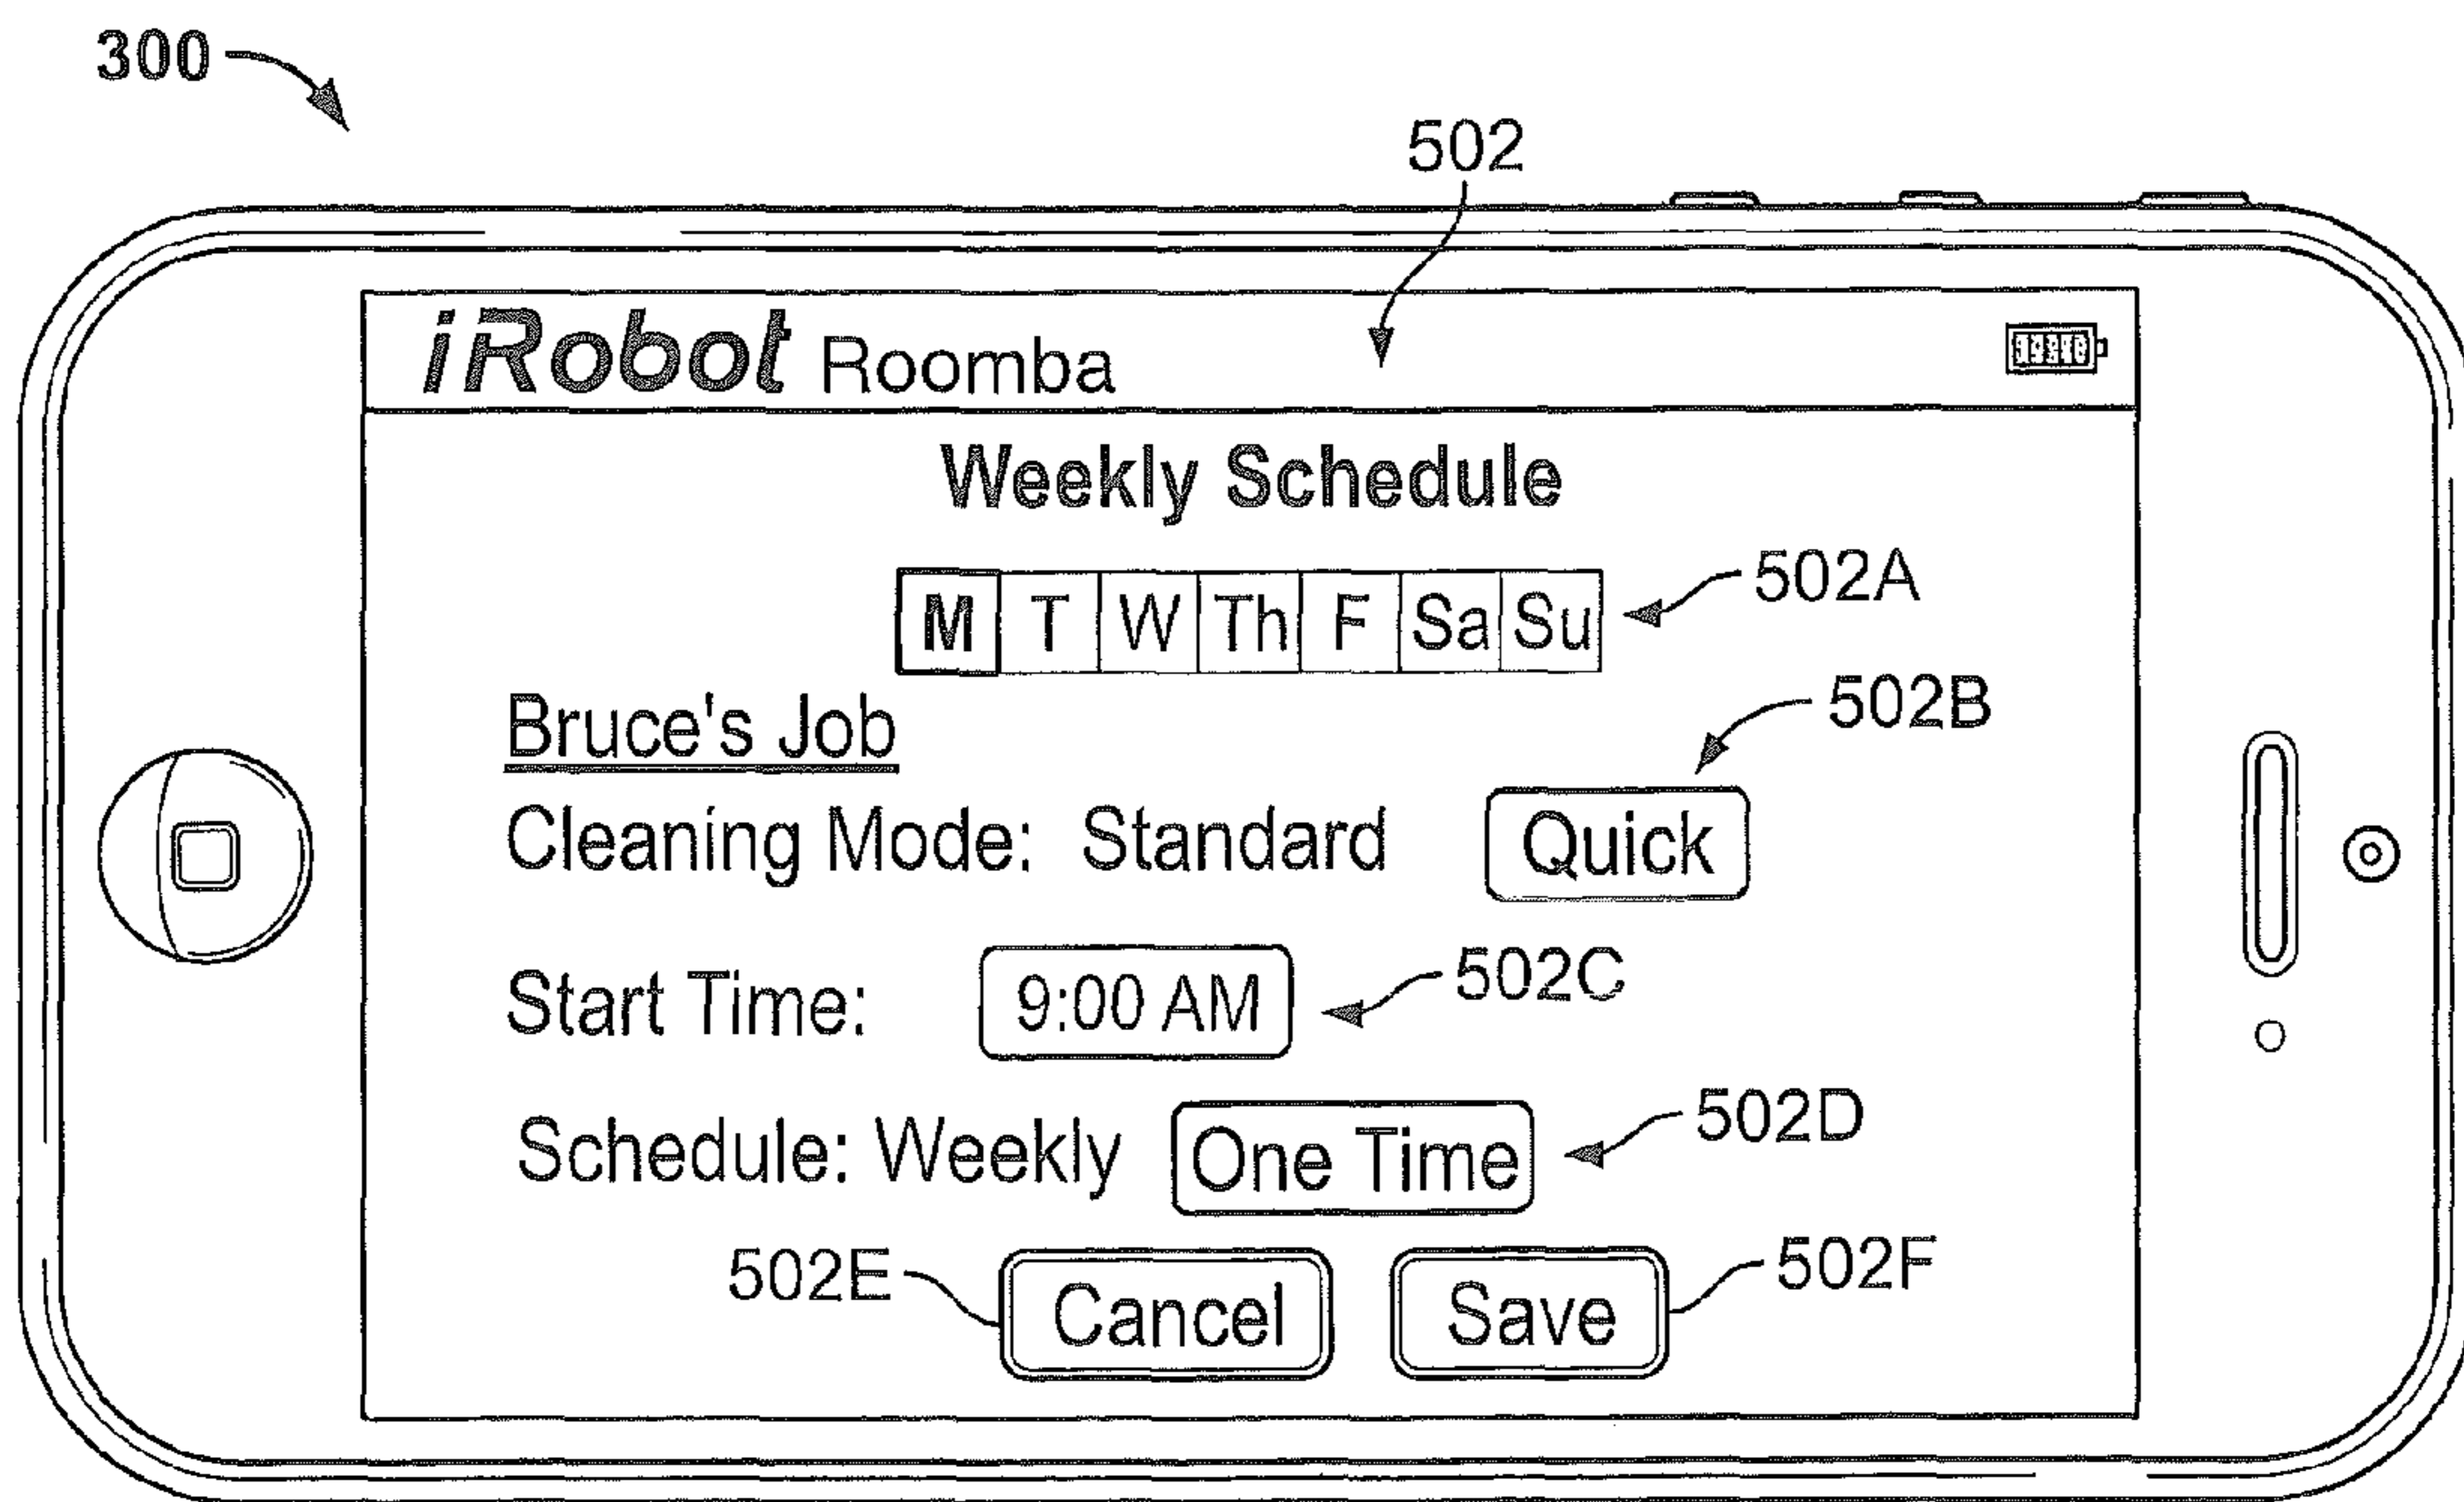 300
502
iRobot Roomba
Weekly Schedule
M T W Th F Sa Su 502A
Bruce's Job 502B
Cleaning Mode: Standard Quick
Start Time: 9:00 AM 502C
Schedule: Weekly One Time 502D
502E Cancel Save 502F